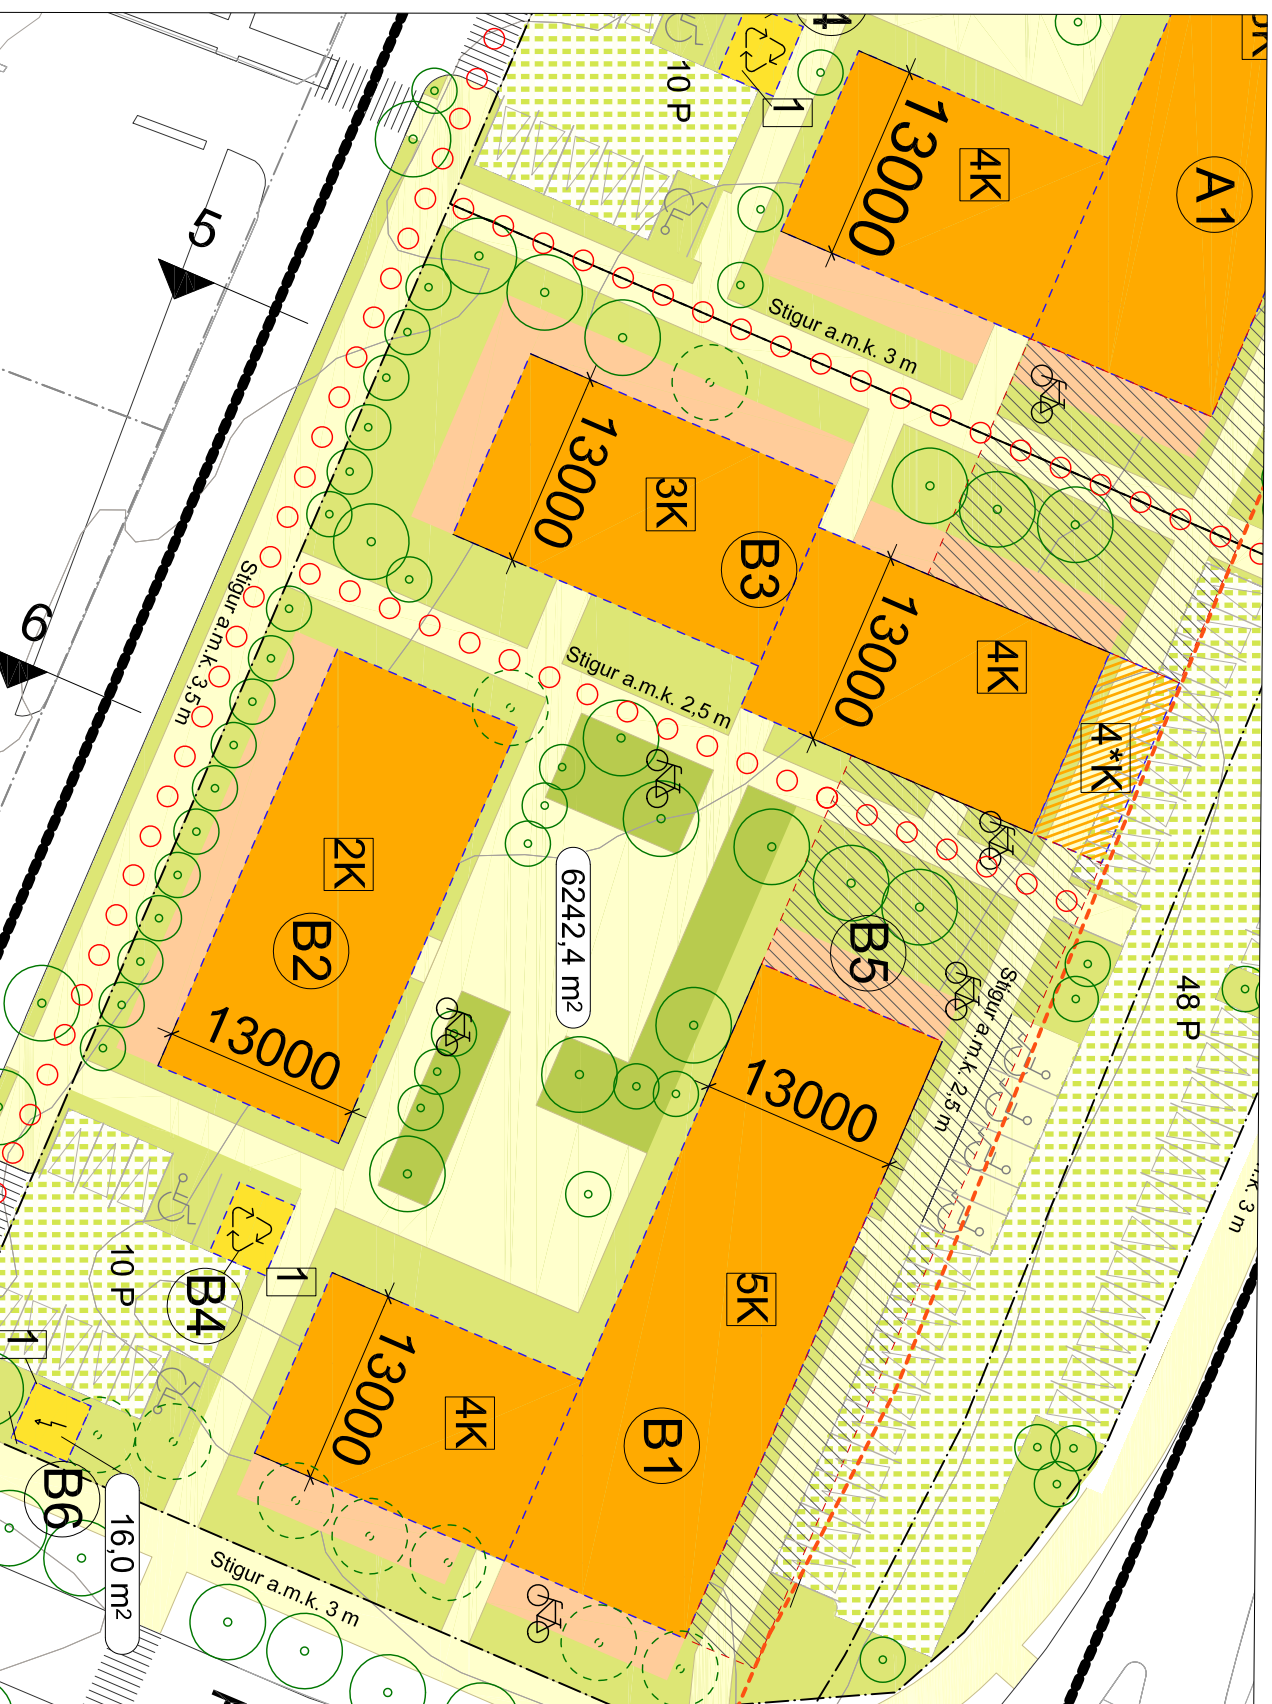 10 P
1
13000
4K
A1
5
Stigur a.m.k. 3 m
13000
3K
B3
13000
4K
4*K
6
Stigur a.m.k. 3,5 m
Stigur a.m.k. 2,5 m
2K
B2
13000
6242,4 m²
B5
48 P
Stigur a.m.k. 2,5 m
13000
.k. 3 m
5K
10 P
B4
1
1
13000
4K
B1
B6
16,0 m²
Stigur a.m.k. 3 m